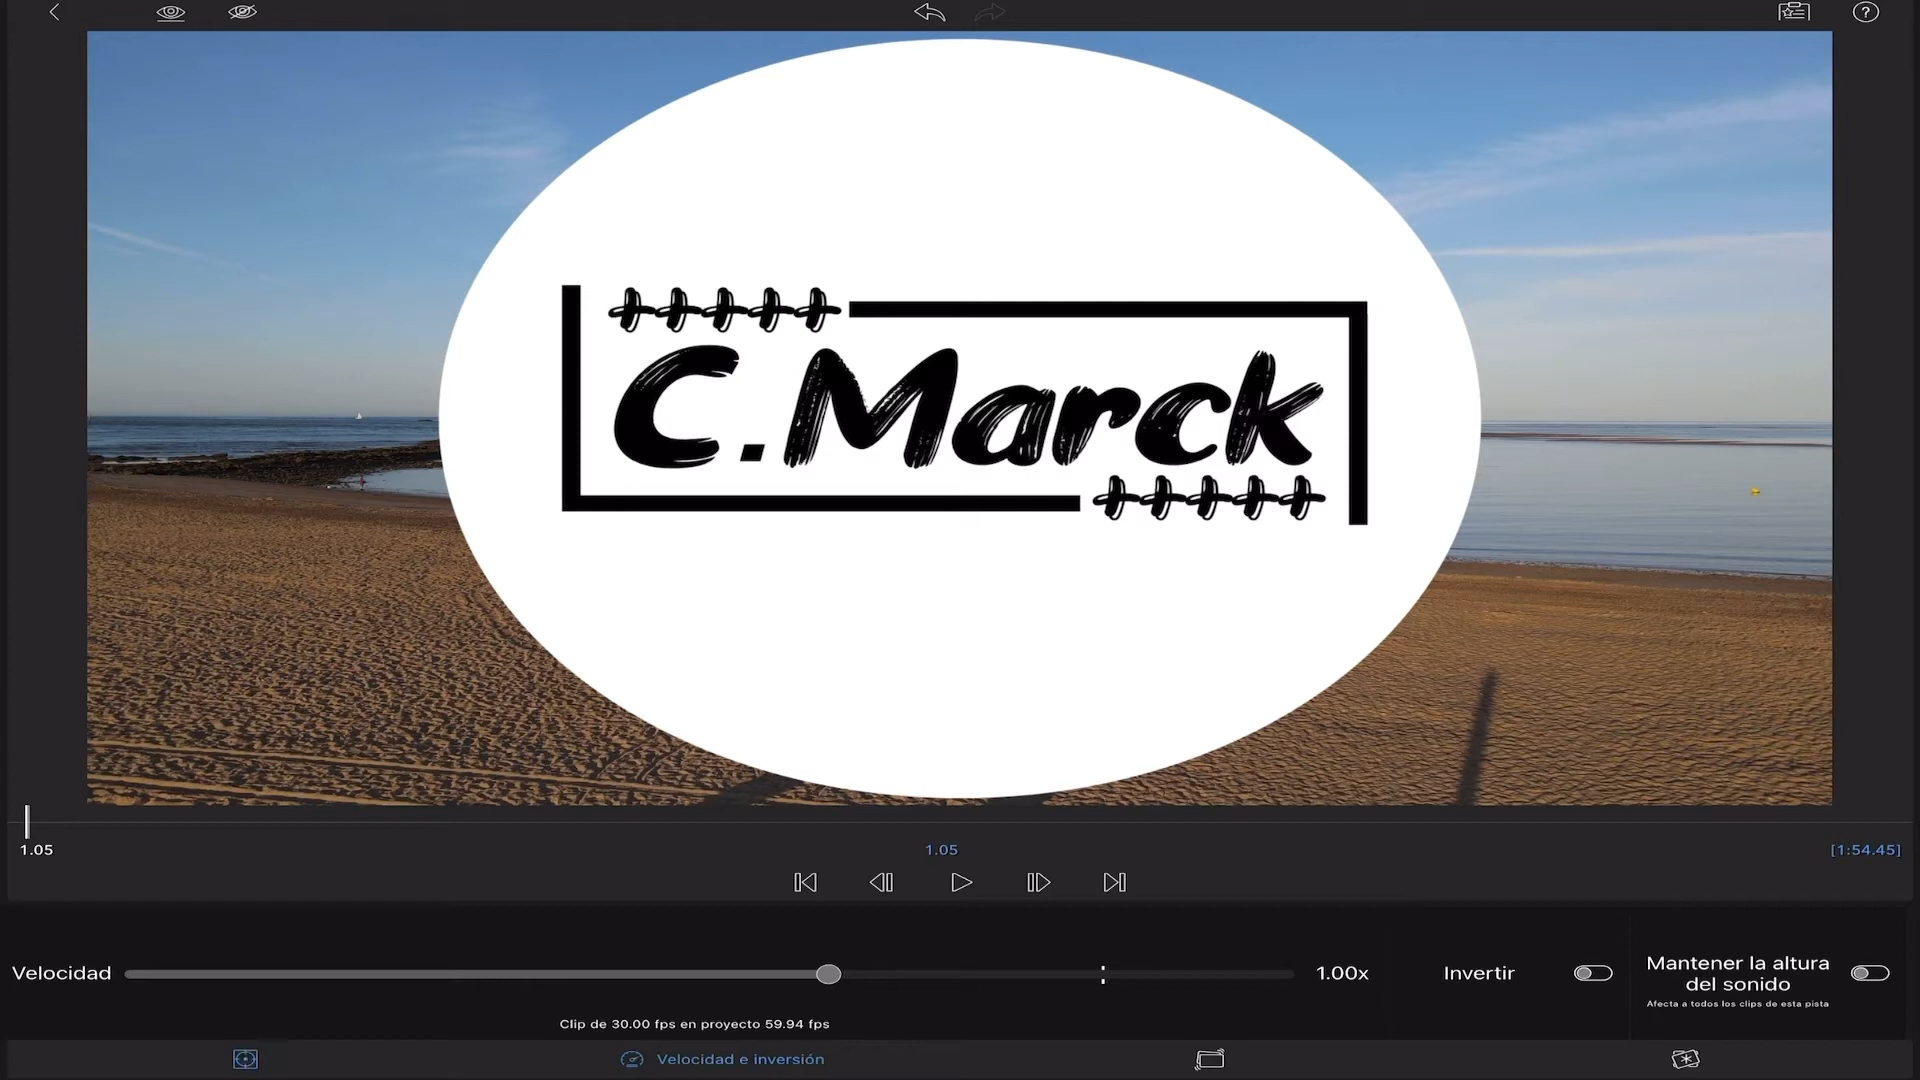 C.Marck
1.05
1.05
[1:54.45]
Velocidad
1.00x
Invertir
Mantener la altura
del sonido
Afecta a todos los clips de esta pista
Clip de 30.00 fps en proyecto 59.94 fps
Velocidad e inversión